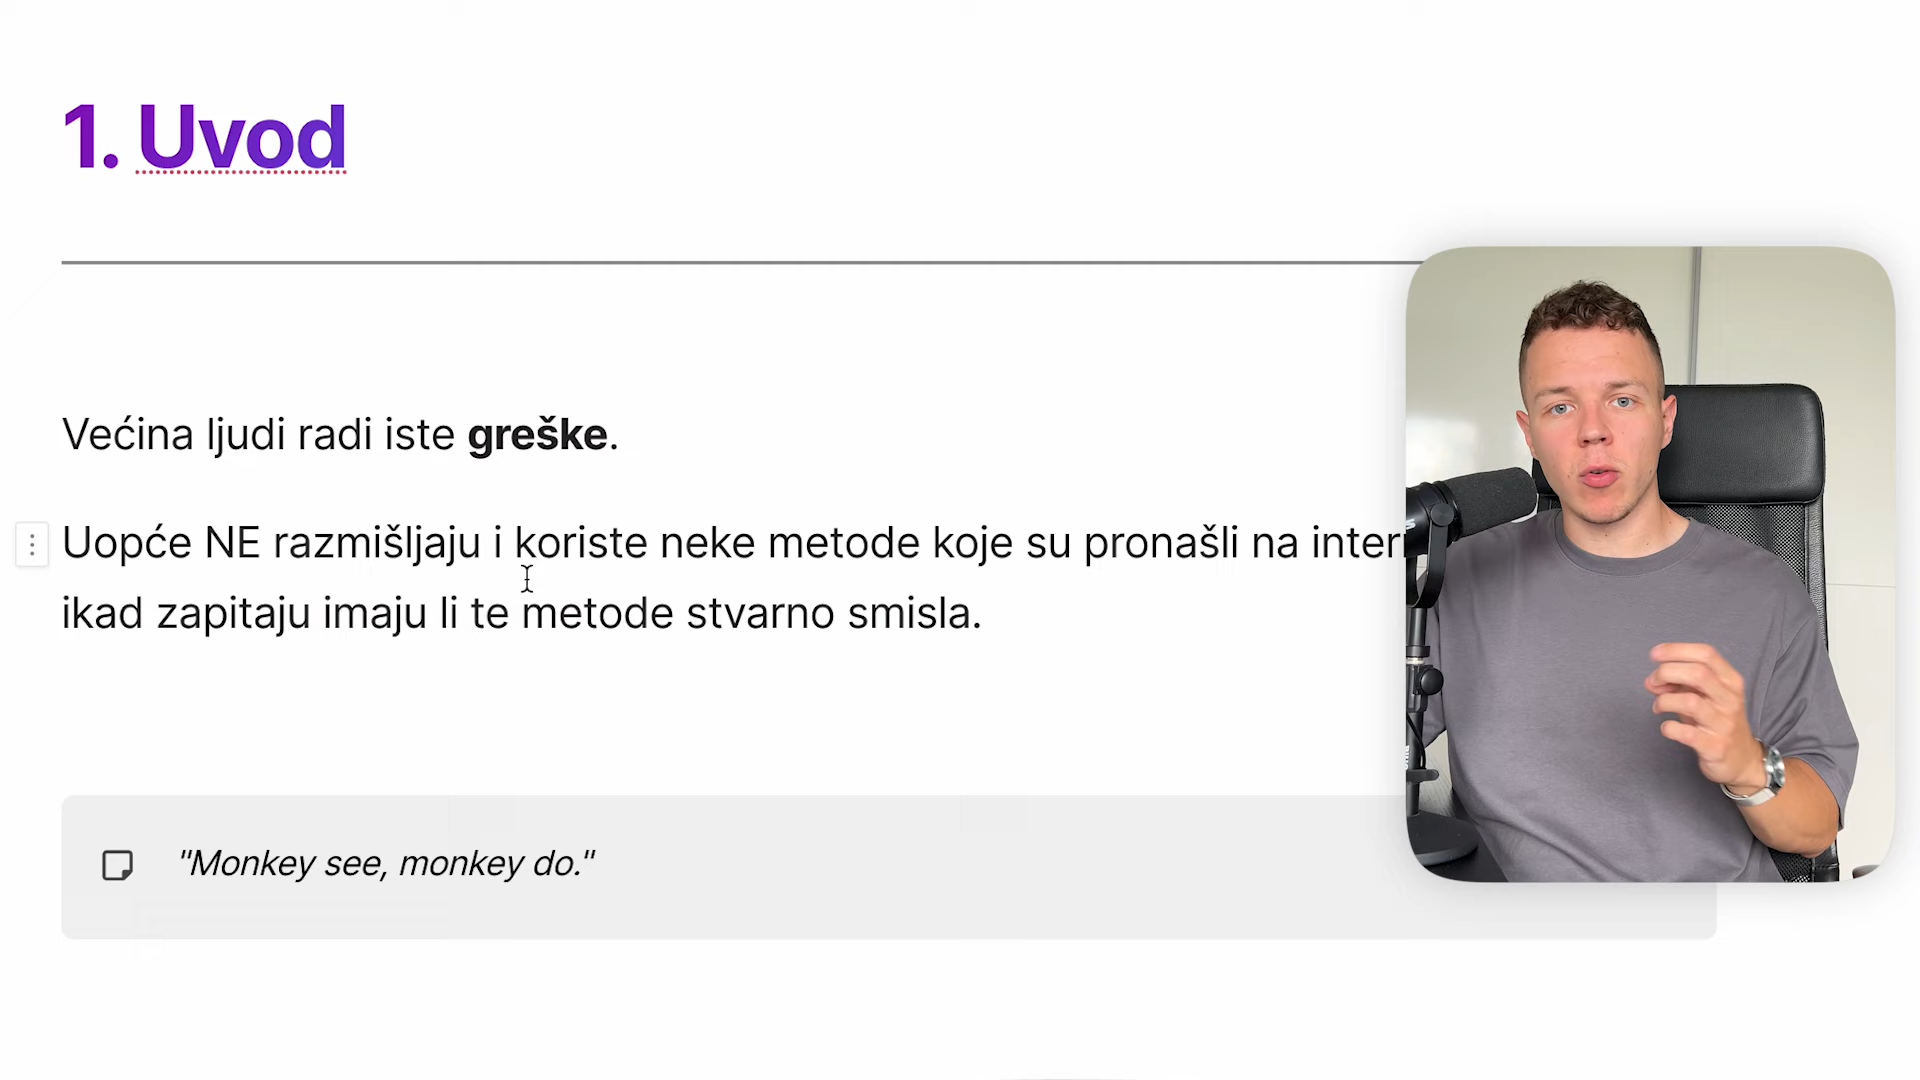 1. Uvod
Većina ljudi radi iste greške.
Uopće NE razmišljaju i koriste neke metode koje su pronašli na
ikad zapitaju imaju li te metode stvarno smisla.
"Monkey see, monkey do."